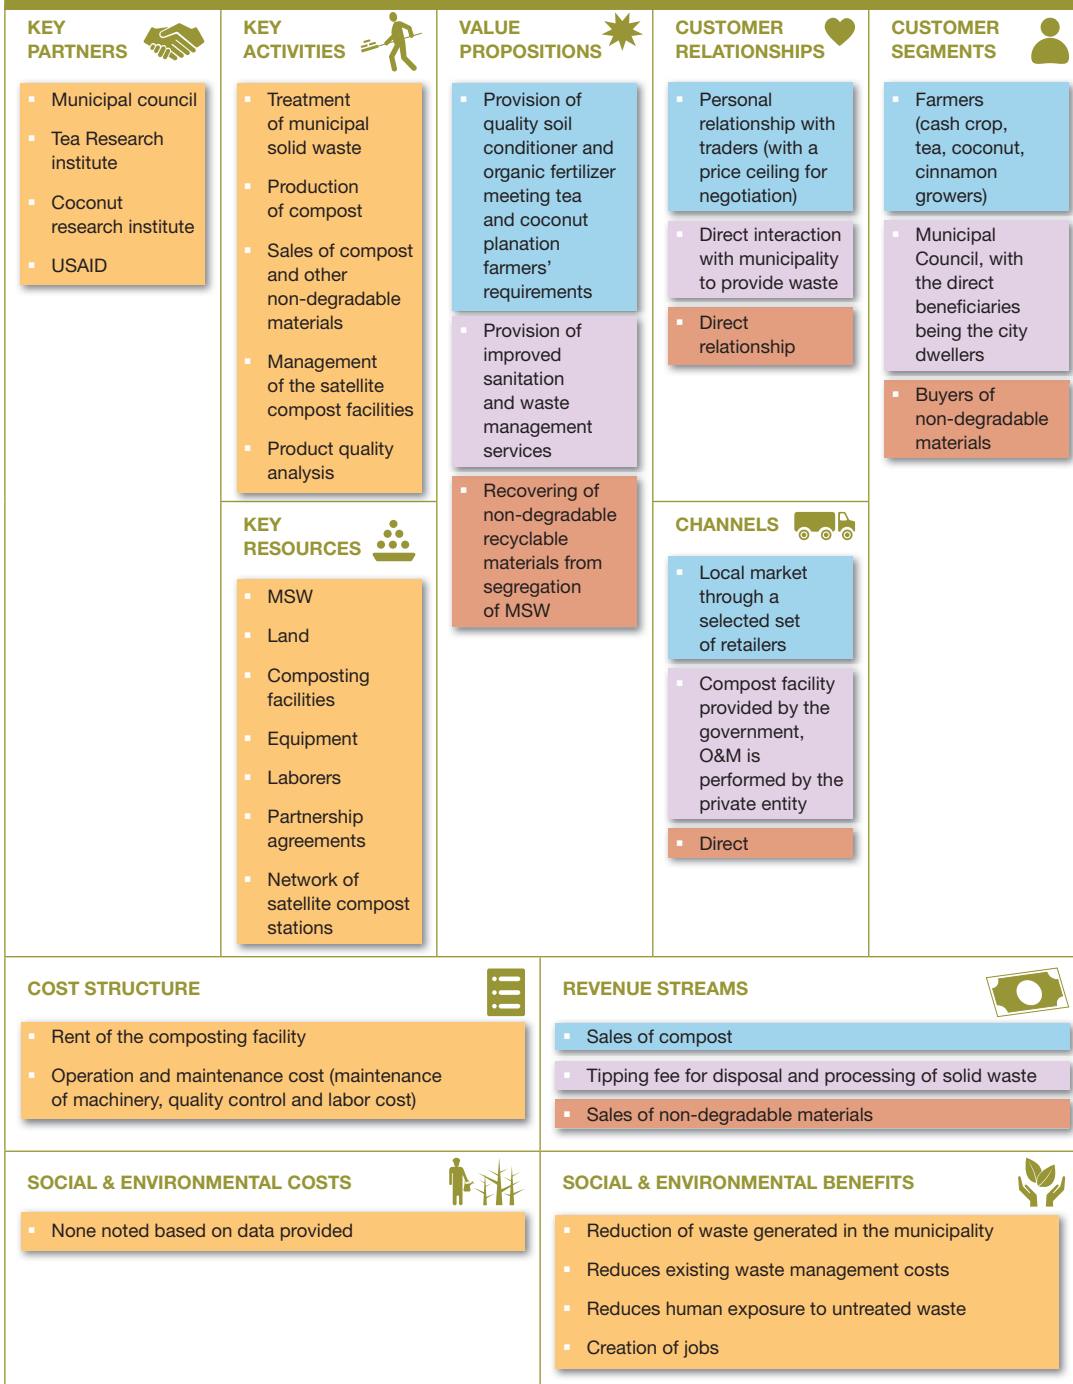 KEY
PARTNERS
Municipal council
Tea Research
institute
Coconut
research institute
USAID
KEY
ACTIVITIES
Treatment
of municipal
solid waste
Production
of compost
Sales of compost
and other
non-degradable
materials
Management
of the satellite
compost facilities
Product quality
analysis
KEY
RESOURCES
MSW
Land
Composting
facilities
Equipment
Laborers
Partnership
agreements
Network of
satellite compost
stations
VALUE
PROPOSITIONS
Provision of
quality soil
conditioner and
organic fertilizer
meeting tea
and coconut
planation
farmers'
requirements
Provision of
improved
sanitation
and waste
management
services
Recovering of
non-degradable
recyclable
materials from
segregation
of MSW
CUSTOMER
RELATIONSHIPS
Personal
relationship with
traders (with a
price ceiling for
negotiation)
Direct interaction
with municipality
to provide waste
Direct
relationship
CHANNELS
Local market
through a
selected set
of retailers
Compost facility
provided by the
government,
O&M is
performed by the
private entity
Direct
CUSTOMER
SEGMENTS
Farmers
(cash crop,
tea, coconut,
cinnamon
growers)
Municipal
Council, with
the direct
beneficiaries
being the city
dwellers
Buyers of
non-degradable
materials
COST STRUCTURE
Rent of the composting facility
Operation and maintenance cost (maintenance
of machinery, quality control and labor cost)
REVENUE STREAMS
Sales of compost
Tipping fee for disposal and processing of solid waste
Sales of non-degradable materials
SOCIAL & ENVIRONMENTAL COSTS
None noted based on data provided
SOCIAL & ENVIRONMENTAL BENEFITS
Reduction of waste generated in the municipality
Reduces existing waste management costs
Reduces human exposure to untreated waste
Creation of jobs